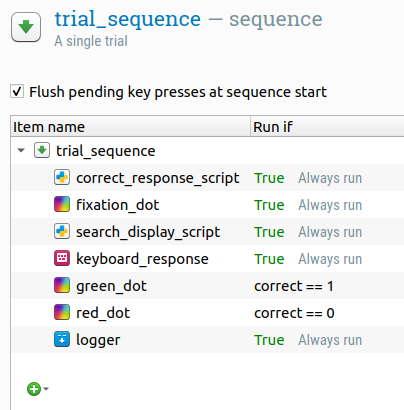 trial_sequence — sequence
A single trial
Flush pending key presses at sequence start
Item name Run if
trial_sequence
correct_response_script True Always run
fixation_dot True Always run
search_display_script True Always run
keyboard_response True Always run
green_dot correct == 1
red_dot correct == 0
logger True Always run